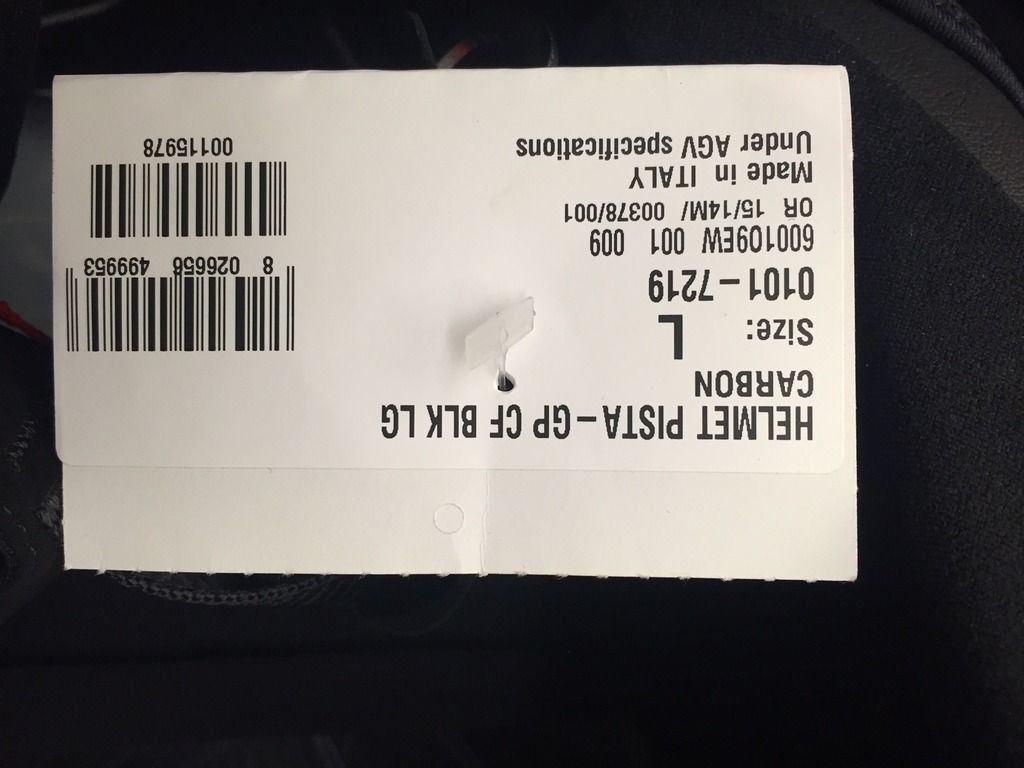 HELMET PISTA-GP CF BLK LG
CARBON
Size: L
0101-7219
600109EW 001 009
OR 15/14M/ 00378/001
Made in ITALY
Under AGV specifications
8 026656 499953
00115978